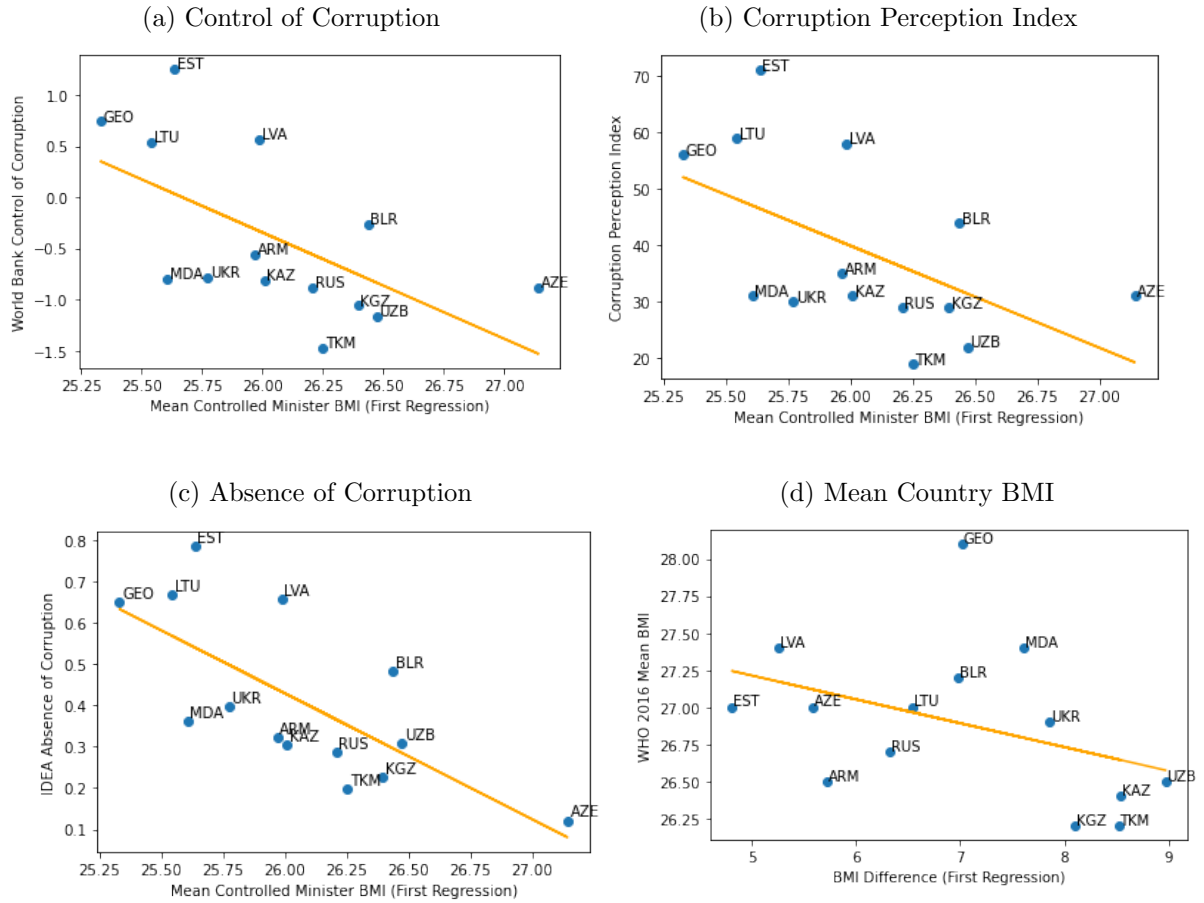 (a) Control of Corruption
World Bank Control of Corruption
1.0
0.5
0.0
−0.5
−1.0
−1.5
EST
GEO
LTU
LVA
BLR
ARM
MDA
UKR
KAZ
RUS
AZE
KGZ
UZB
TKM
25.25 25.50 25.75 26.00 26.25 26.50 26.75 27.00
Mean Controlled Minister BMI (First Regression)
(b) Corruption Perception Index
Corruption Perception Index
70
60
50
40
30
20
EST
LTU
LVA
GEO
BLR
ARM
MDA
UKR
KAZ
RUS
KGZ
AZE
UZB
TKM
25.25 25.50 25.75 26.00 26.25 26.50 26.75 27.00
Mean Controlled Minister BMI (First Regression)
(c) Absence of Corruption
IDEA Absence of Corruption
0.8
0.7
0.6
0.5
0.4
0.3
0.2
0.1
EST
LTU
GEO
LVA
BLR
UKR
MDA
ARM
KAZ
RUS
UZB
KGZ
TKM
AZE
25.25 25.50 25.75 26.00 26.25 26.50 26.75 27.00
Mean Controlled Minister BMI (First Regression)
(d) Mean Country BMI
WHO 2016 Mean BMI
28.00
27.75
27.50
27.25
27.00
26.75
26.50
26.25
GEO
LVA
MDA
BLR
EST
AZE
LTU
UKR
RUS
ARM
UZB
KAZ
KGZ
TKM
5 6 7 8 9
BMI Difference (First Regression)